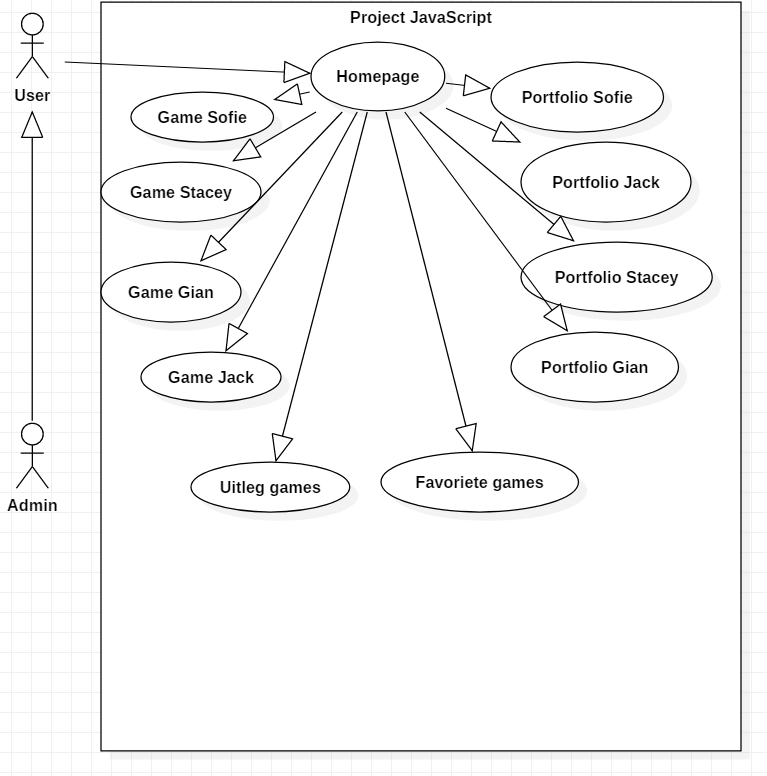 Project JavaScript
Homepage
User
Game Sofie
Portfolio Sofie
Game Stacey
Portfolio Jack
Game Gian
Portfolio Stacey
Game Jack
Portfolio Gian
Uitleg games
Favoriete games
Admin